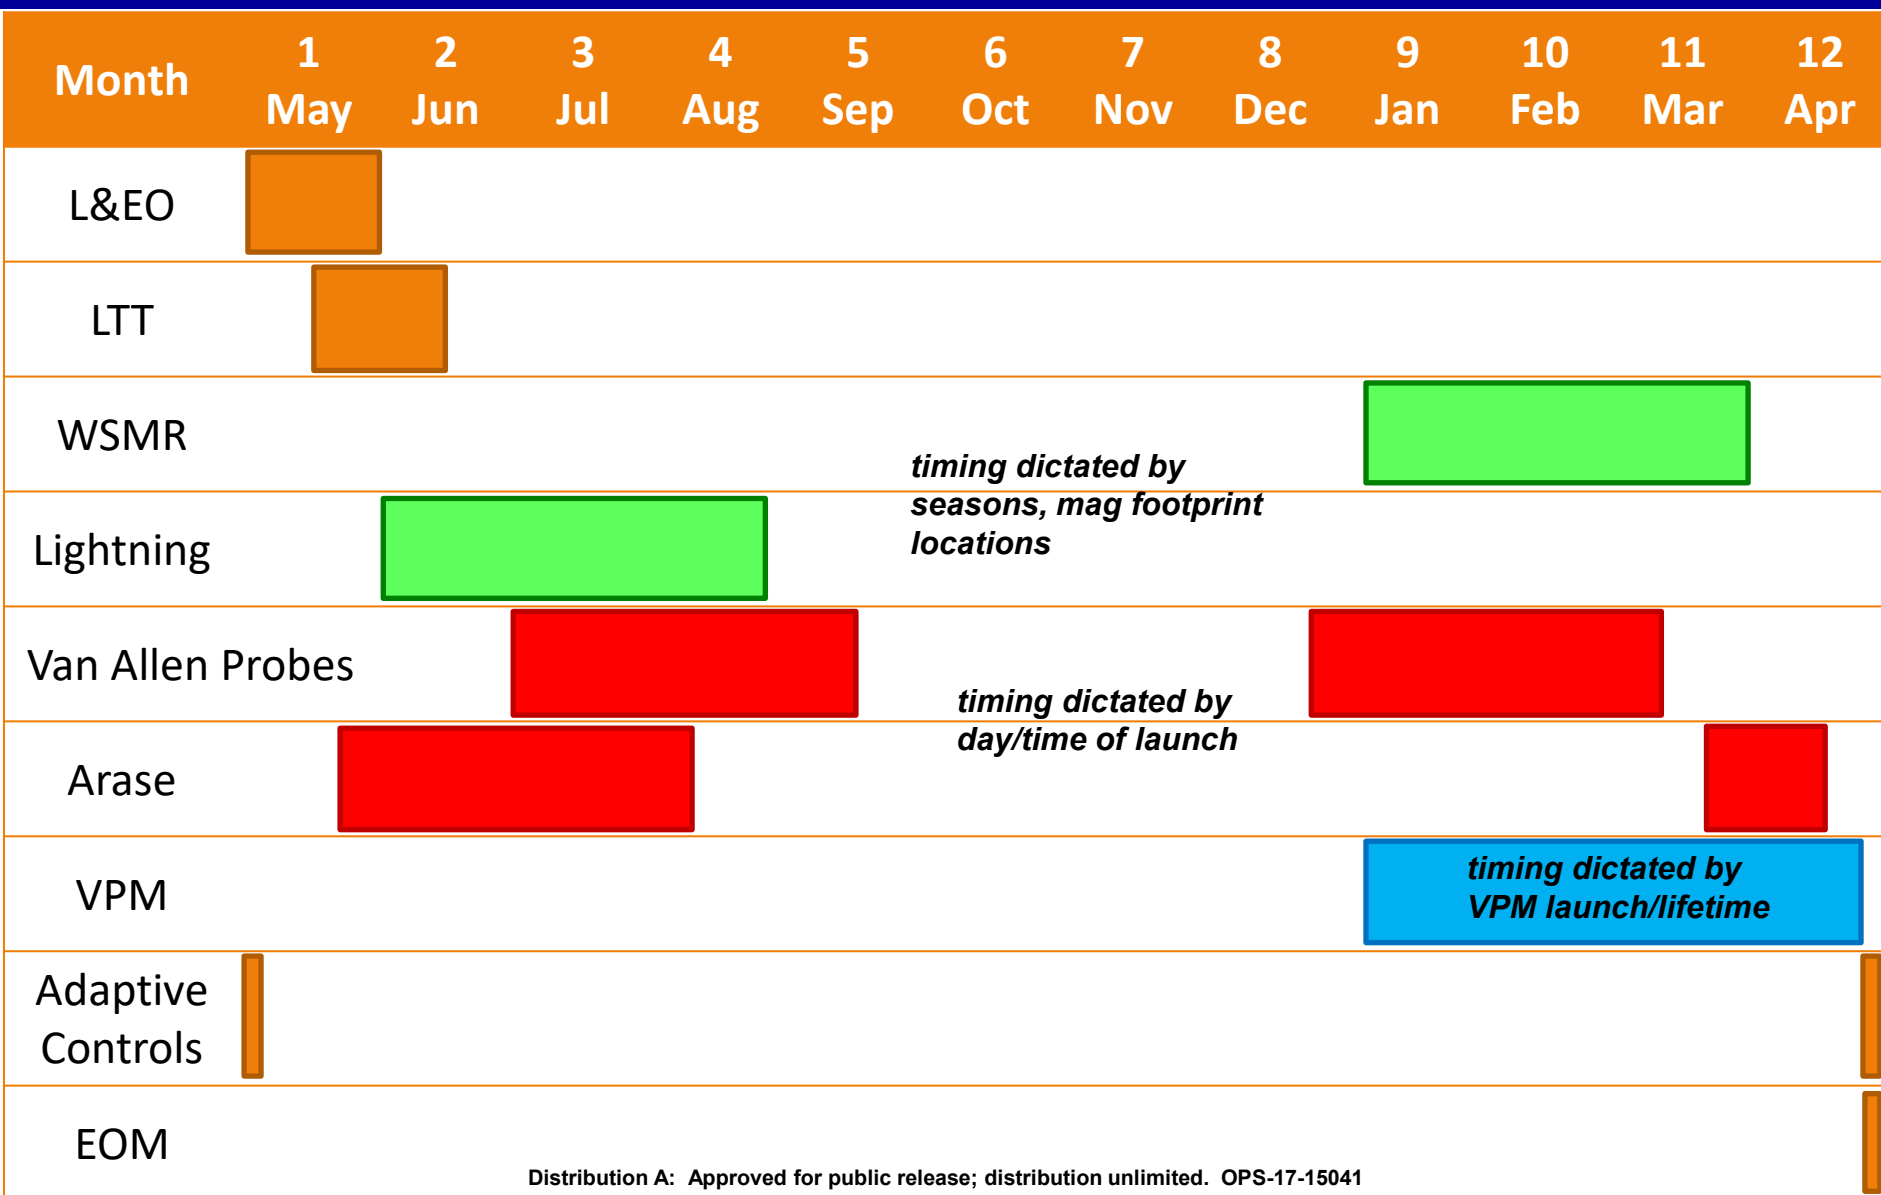 Month
1 2 3 4 5 6 7 8 9 10 11 12
May Jun Jul Aug Sep Oct Nov Dec Jan Feb Mar Apr
L&EO
LTT
WSMR
timing dictated by
seasons, mag footprint
locations
Lightning
Van Allen Probes
timing dictated by
day/time of launch
Arase
VPM
timing dictated by
VPM launch/lifetime
Adaptive
Controls
EOM
Distribution A: Approved for public release; distribution unlimited. OPS-17-15041